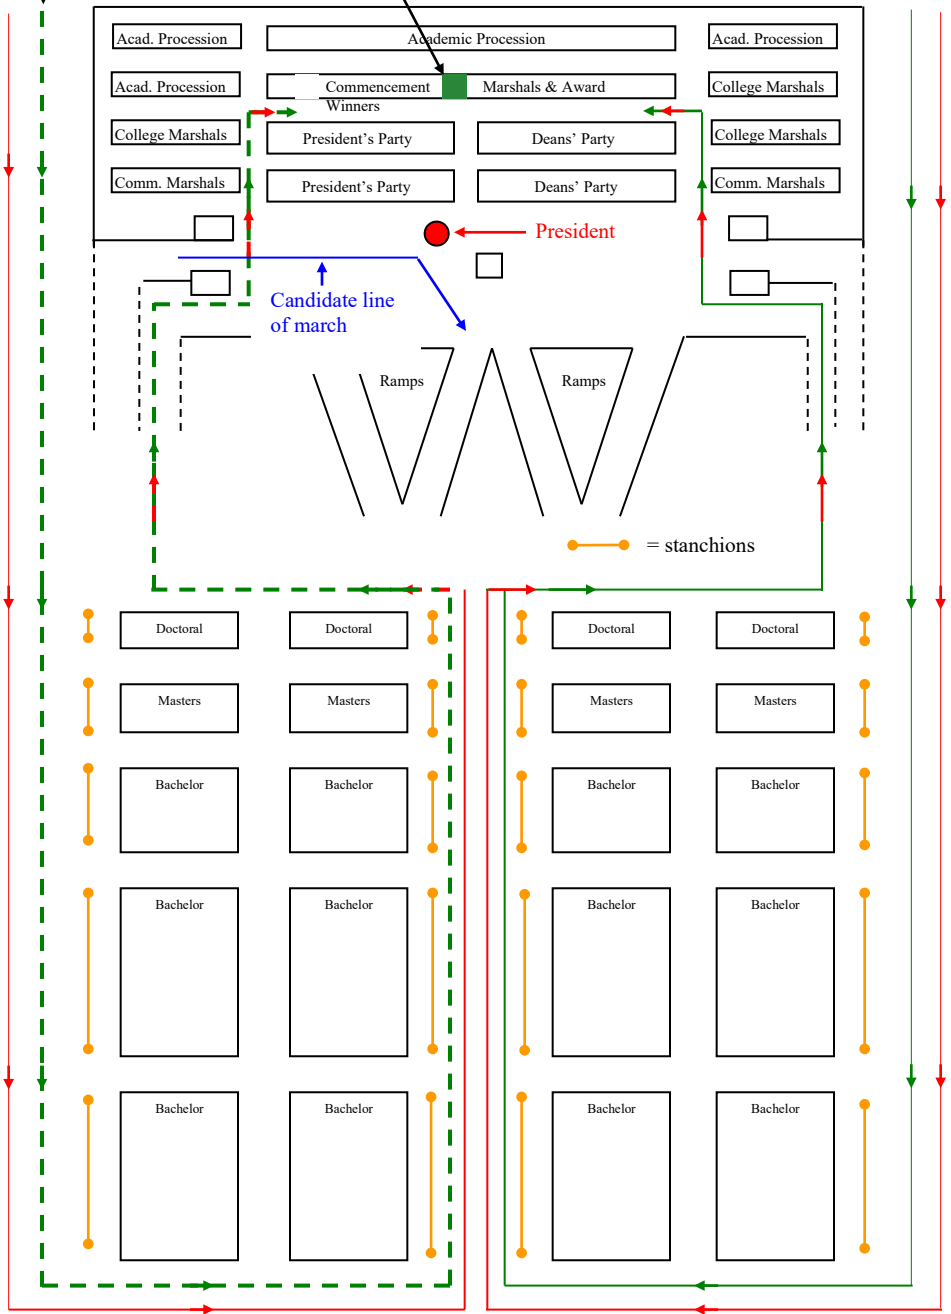 Acad. Procession
Academic Procession
Acad. Procession
Acad. Procession
Commencement
Marshals & Award
Winners
College Marshals
College Marshals
President's Party
Deans' Party
College Marshals
Comm. Marshals
President's Party
Deans' Party
Comm. Marshals
President
Candidate line
of march
Ramps
Ramps
= stanchions
Doctoral
Doctoral
Doctoral
Doctoral
Masters
Masters
Masters
Masters
Bachelor
Bachelor
Bachelor
Bachelor
Bachelor
Bachelor
Bachelor
Bachelor
Bachelor
Bachelor
Bachelor
Bachelor